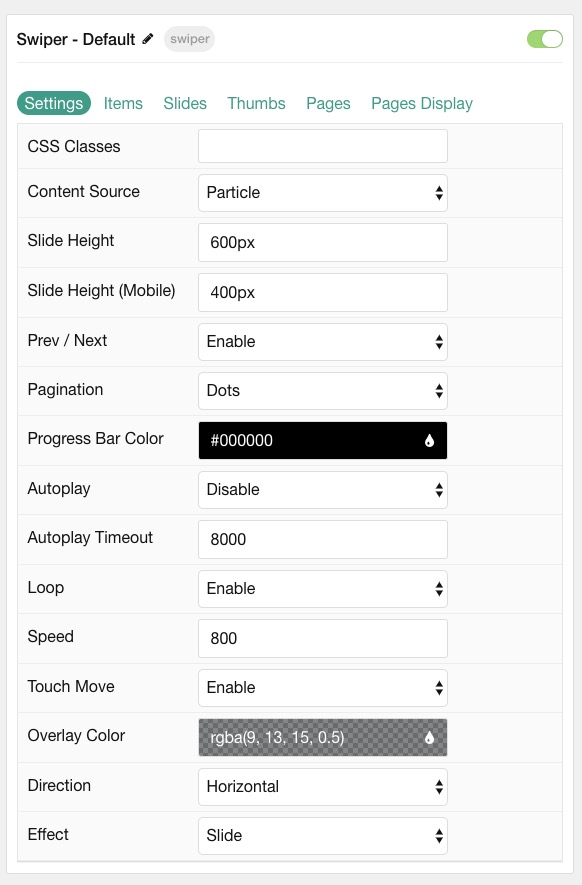 Swiper - Default swiper
Settings Items Slides Thumbs Pages Pages Display
CSS Classes
Content Source Particle
Slide Height 600px
Slide Height (Mobile) 400px
Prev / Next Enable
Pagination Dots
Progress Bar Color #000000
Autoplay Disable
Autoplay Timeout 8000
Loop Enable
Speed 800
Touch Move Enable
Overlay Color rgba(9, 13, 15, 0.5)
Direction Horizontal
Effect Slide